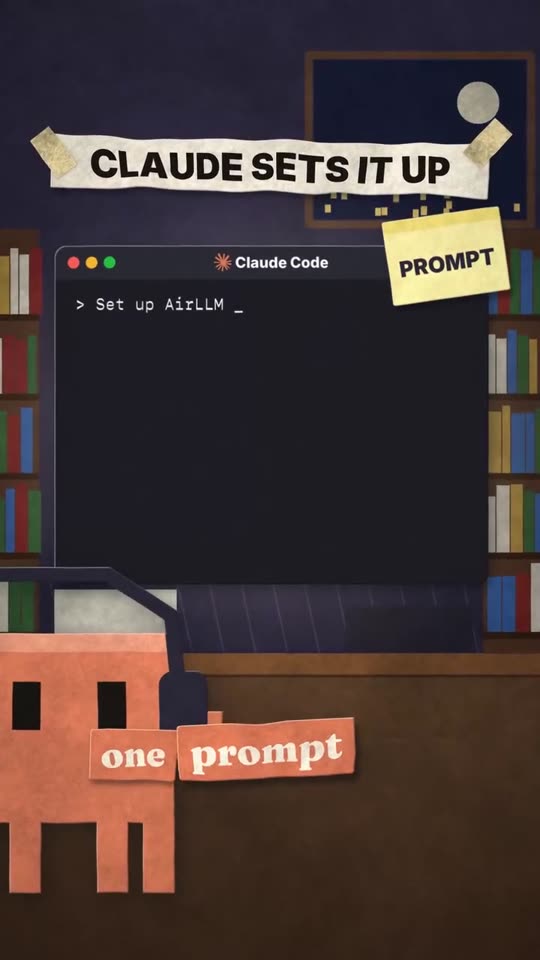 CLAUDE SETS IT UP
PROMPT
Claude Code
> Set up AirLLM _
one prompt